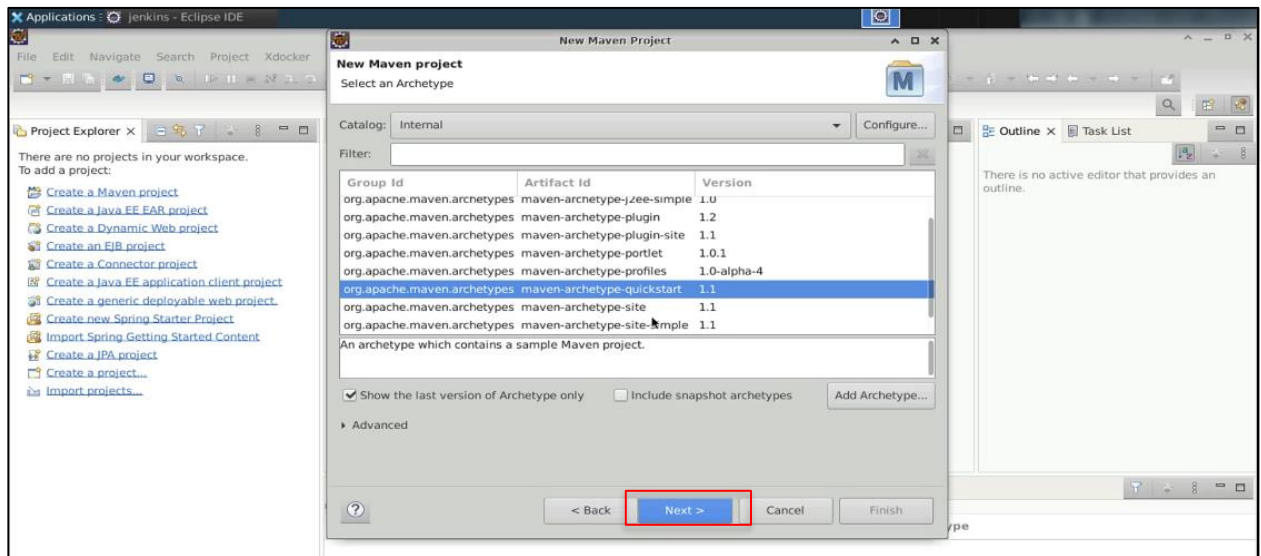 Applications : jenkins - Eclipse IDE
New Maven Project
File Edit Navigate Search Project Xdocker
New Maven project
Select an Archetype
M
Catalog: Internal Configure...
Filter:
Project Explorer
There are no projects in your workspace.
To add a project:
Create a Maven project
Create a Java EE EAR project
Create a Dynamic Web project
Create an EJB project
Create a Connector project
Create a Java EE application client project
Create a generic deployable web project.
Create new Spring Starter Project
Import Spring Getting Started Content
Create a JPA project
Create a project...
Import projects...
Group Id Artifact Id Version
org.apache.maven.archetypes maven-archetype-j2ee-simple 1.0
org.apache.maven.archetypes maven-archetype-plugin 1.2
org.apache.maven.archetypes maven-archetype-plugin-site 1.1
org.apache.maven.archetypes maven-archetype-portlet 1.0.1
org.apache.maven.archetypes maven-archetype-profiles 1.0-alpha-4
org.apache.maven.archetypes maven-archetype-quickstart 1.1
org.apache.maven.archetypes maven-archetype-site 1.1
org.apache.maven.archetypes maven-archetype-site-simple 1.1
An archetype which contains a sample Maven project.
Show the last version of Archetype only Include snapshot archetypes Add Archetype...
Advanced
? < Back Next > Cancel Finish
Outline Task List
There is no active editor that provides an
outline.
ype